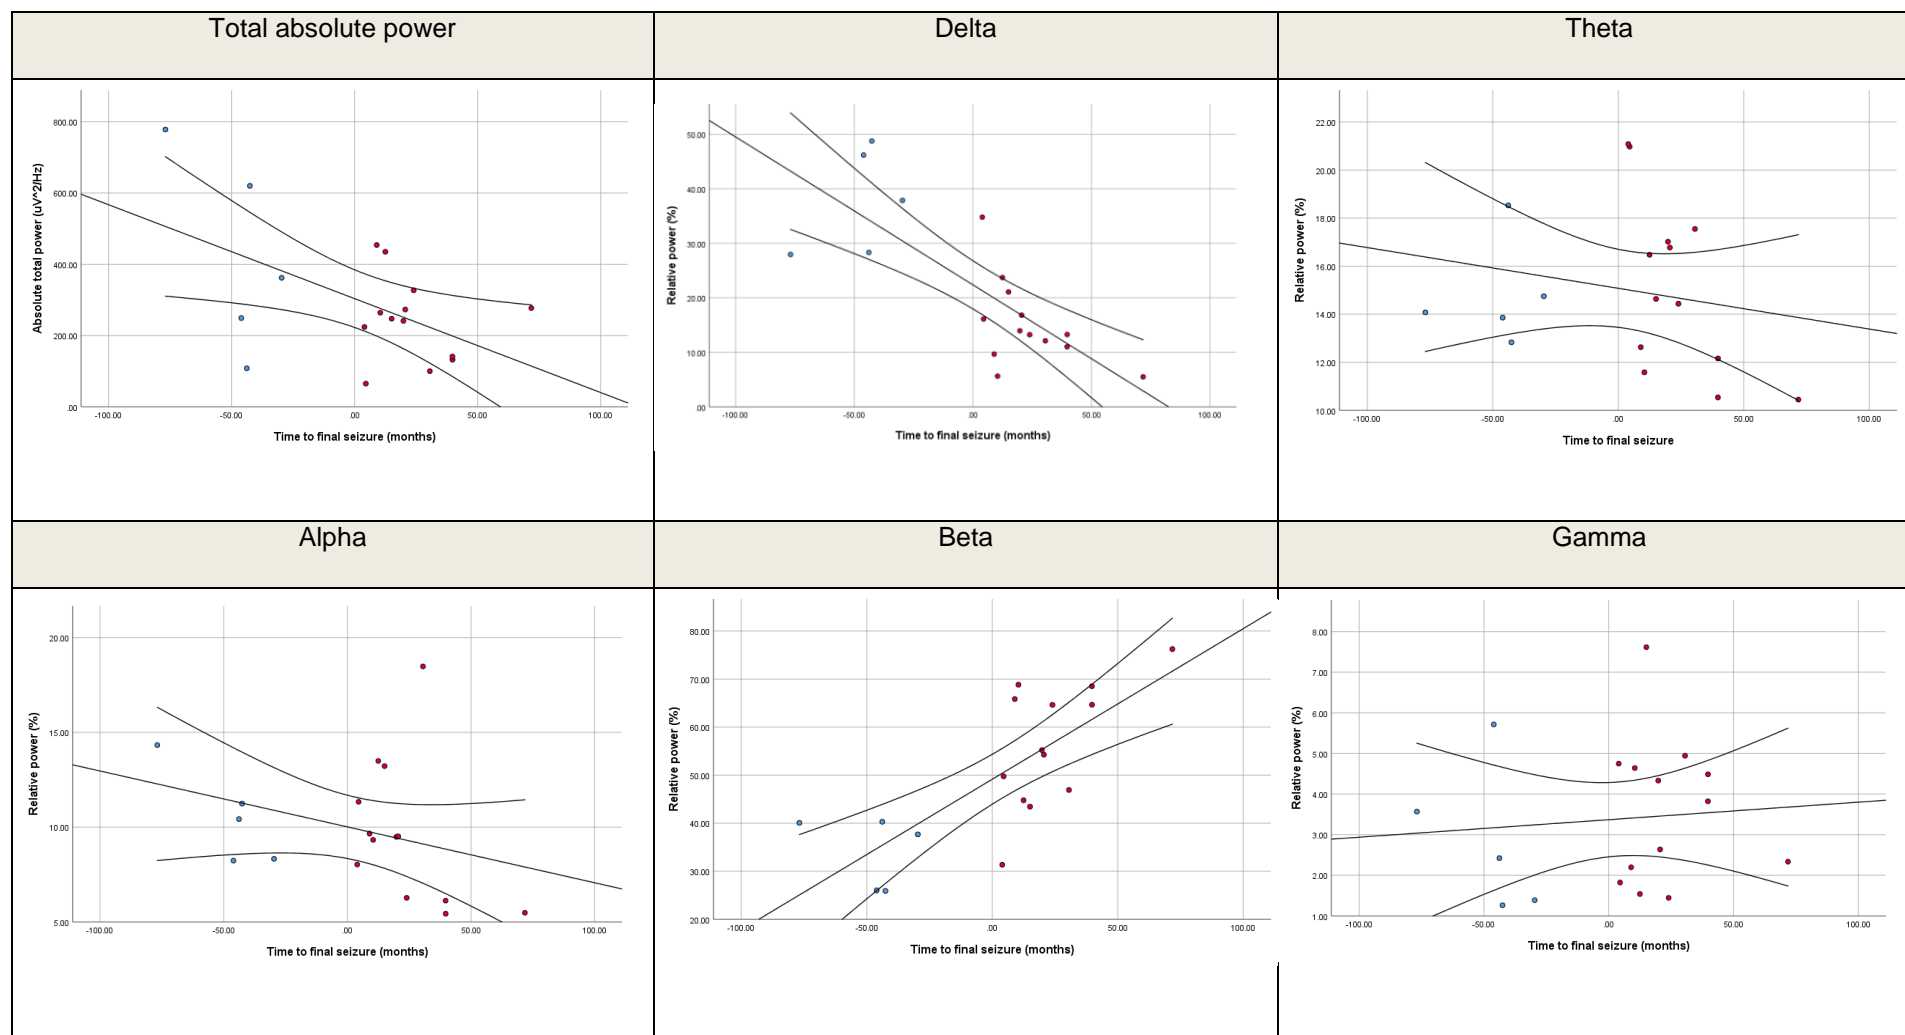 Total absolute power
Delta
Theta
800.00
600.00
400.00
200.00
.00
-100.00 -50.00 .00 50.00 100.00
Absolute total power (uV^2/Hz)
Time to final seizure (months)
50.00
40.00
30.00
20.00
10.00
.00
-100.00 -50.00 .00 50.00 100.00
Relative power (%)
Time to final seizure (months)
22.00
20.00
18.00
16.00
14.00
12.00
10.00
-100.00 -50.00 .00 50.00 100.00
Relative power (%)
Time to final seizure
Alpha
Beta
Gamma
20.00
15.00
10.00
5.00
-100.00 -50.00 .00 50.00 100.00
Relative power (%)
Time to final seizure (months)
80.00
70.00
60.00
50.00
40.00
30.00
20.00
-100.00 -50.00 .00 50.00 100.00
Relative power (%)
Time to final seizure (months)
8.00
7.00
6.00
5.00
4.00
3.00
2.00
1.00
-100.00 -50.00 .00 50.00 100.00
Relative power (%)
Time to final seizure (months)